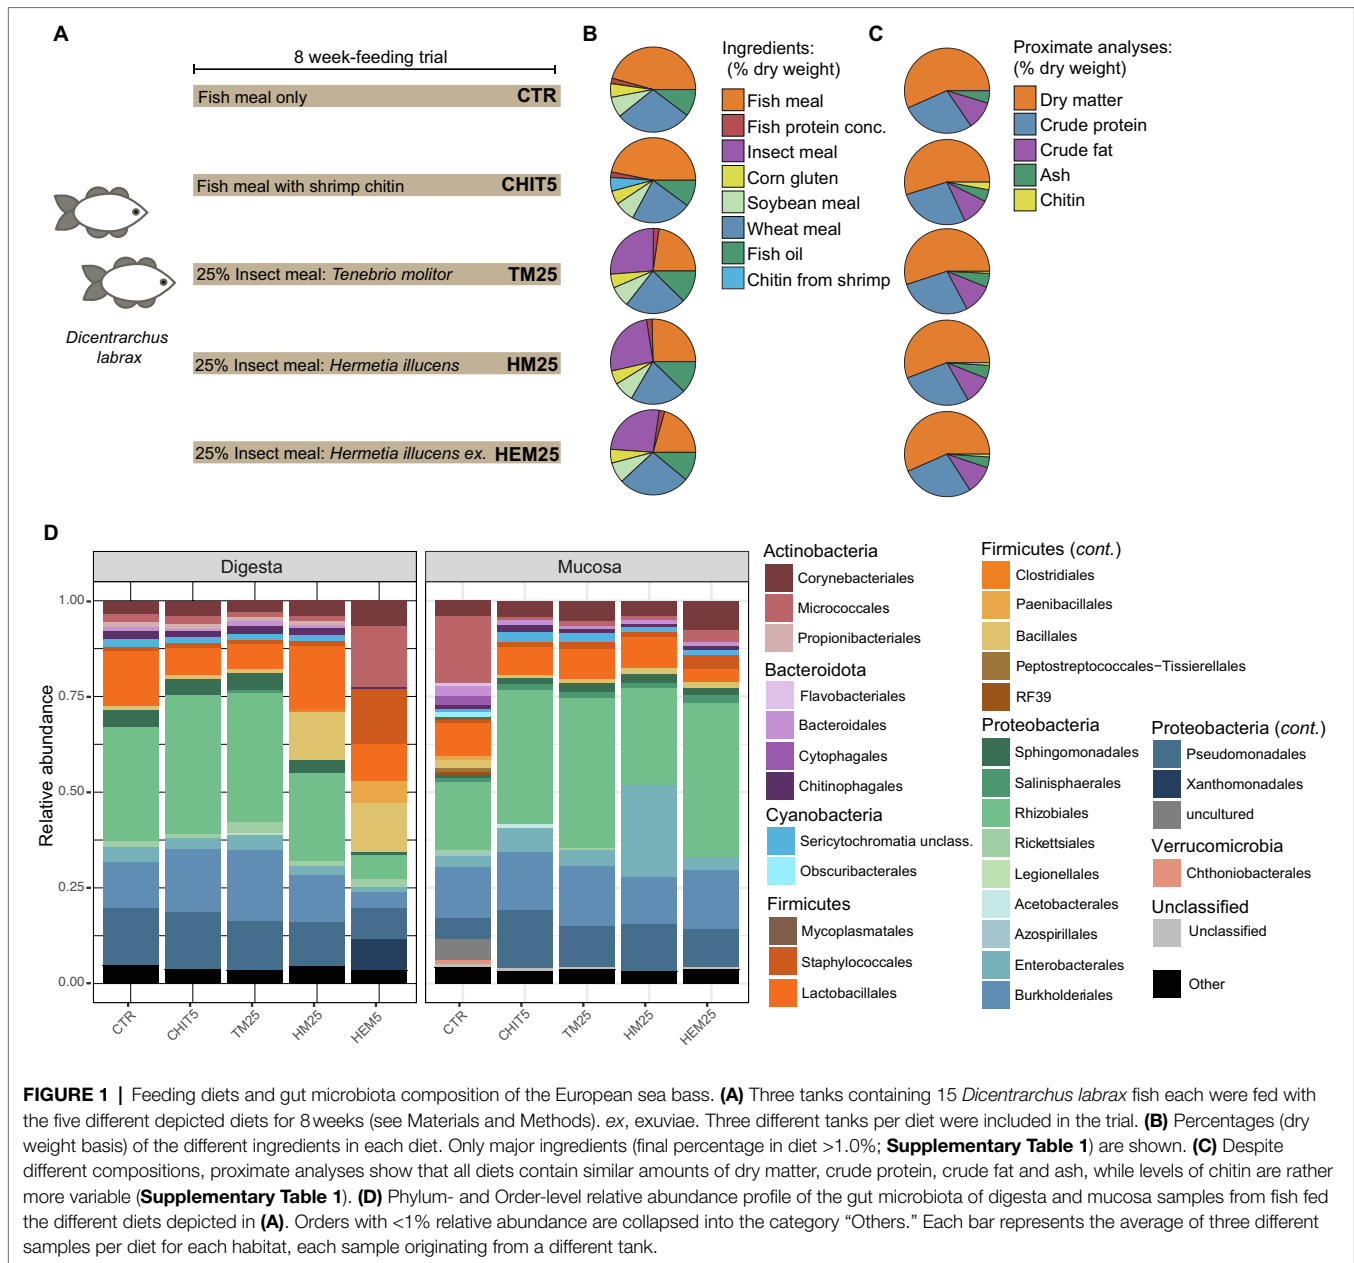 A
8 week-feeding trial
Fish meal only CTR
Fish meal with shrimp chitin CHIT5
25% Insect meal: Tenebrio molitor TM25
25% Insect meal: Hermetia illucens HM25
25% Insect meal: Hermetia illucens ex. HEM25
Dicentrarchus
labrax
B
Ingredients:
(% dry weight)
Fish meal
Fish protein conc.
Insect meal
Corn gluten
Soybean meal
Wheat meal
Fish oil
Chitin from shrimp
C
Proximate analyses:
(% dry weight)
Dry matter
Crude protein
Crude fat
Ash
Chitin
D
Digesta
Mucosa
Relative abundance
1.00
0.75
0.50
0.25
0.00
CTR
CHIT5
TM25
HM25
HEM5
CTR
CHIT5
TM25
HM25
HEM25
Actinobacteria
Corynebacteriales
Micrococcales
Propionibacteriales
Bacteroidota
Flavobacteriales
Bacteroidales
Cytophagales
Chitinophagales
Cyanobacteria
Sericytochromatia unclass.
Obscuribacterales
Firmicutes
Mycoplasmatales
Staphylococcales
Lactobacillales
Firmicutes (cont.)
Clostridiales
Paenibacillales
Bacillales
Peptostreptococcales−Tissierellales
RF39
Proteobacteria
Sphingomonadales
Salinisphaerales
Rhizobiales
Rickettsiales
Legionellales
Acetobacterales
Azospirillales
Enterobacterales
Burkholderiales
Proteobacteria (cont.)
Pseudomonadales
Xanthomonadales
uncultured
Verrucomicrobia
Chthoniobacterales
Unclassified
Unclassified
Other
FIGURE 1 | Feeding diets and gut microbiota composition of the European sea bass. (A) Three tanks containing 15 Dicentrarchus labrax fish each were fed with
the five different depicted diets for 8 weeks (see Materials and Methods). ex, exuviae. Three different tanks per diet were included in the trial. (B) Percentages (dry
weight basis) of the different ingredients in each diet. Only major ingredients (final percentage in diet >1.0%; Supplementary Table 1) are shown. (C) Despite
different compositions, proximate analyses show that all diets contain similar amounts of dry matter, crude protein, crude fat and ash, while levels of chitin are rather
more variable (Supplementary Table 1). (D) Phylum- and Order-level relative abundance profile of the gut microbiota of digesta and mucosa samples from fish fed
the different diets depicted in (A). Orders with <1% relative abundance are collapsed into the category “Others.” Each bar represents the average of three different
samples per diet for each habitat, each sample originating from a different tank.